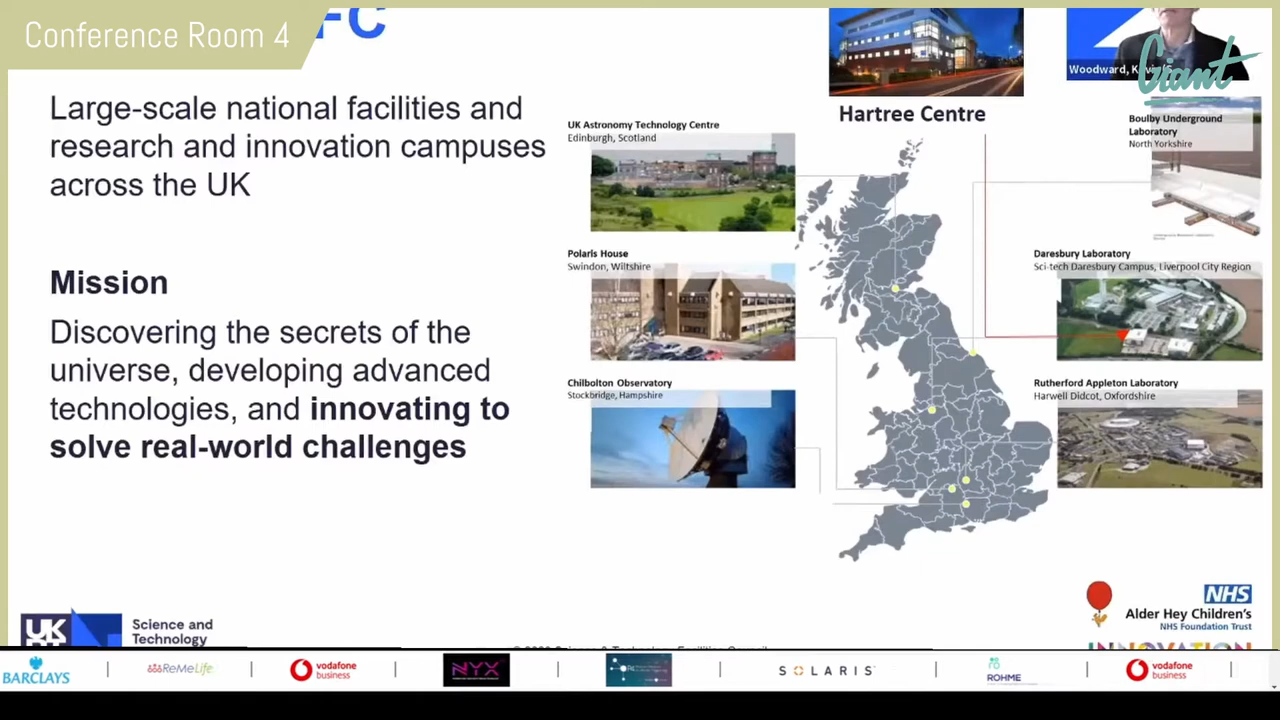 Conference Room 4
FC
Large-scale national facilities and
research and innovation campuses
across the UK
Mission
Discovering the secrets of the
universe, developing advanced
technologies, and innovating to
solve real-world challenges
Hartree Centre
UK Astronomy Technology Centre
Edinburgh, Scotland
Polaris House
Swindon, Wiltshire
Chilbolton Observatory
Stockbridge, Hampshire
Woodward,
Giant
Boulby Underground
Laboratory
North Yorkshire
Daresbury Laboratory
Sci-tech Daresbury Campus, Liverpool City Region
Rutherford Appleton Laboratory
Harwell Didcot, Oxfordshire
UK
Science and
Technology
NHS
Alder Hey Children's
NHS Foundation Trust
INNOVATION
BARCLAYS
ReMeLife
vodafone
business
NYX
SOLARIS
ROHME
vodafone
business